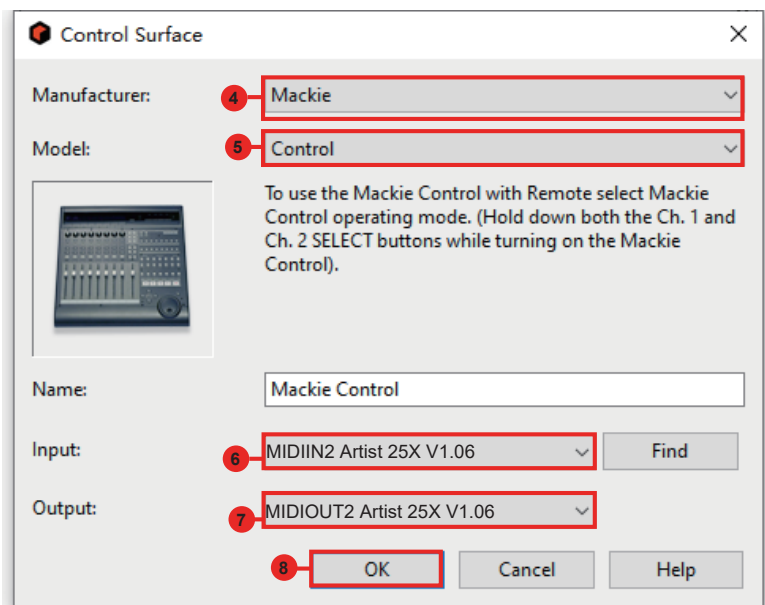 Control Surface
Manufacturer:
4
Mackie
Model:
5
Control
To use the Mackie Control with Remote select Mackie
Control operating mode. (Hold down both the Ch. 1 and
Ch. 2 SELECT buttons while turning on the Mackie
Control).
Name:
Mackie Control
Input:
6
MIDIIN2 Artist 25X V1.06
Find
Output:
7
MIDIOUT2 Artist 25X V1.06
8
OK
Cancel
Help